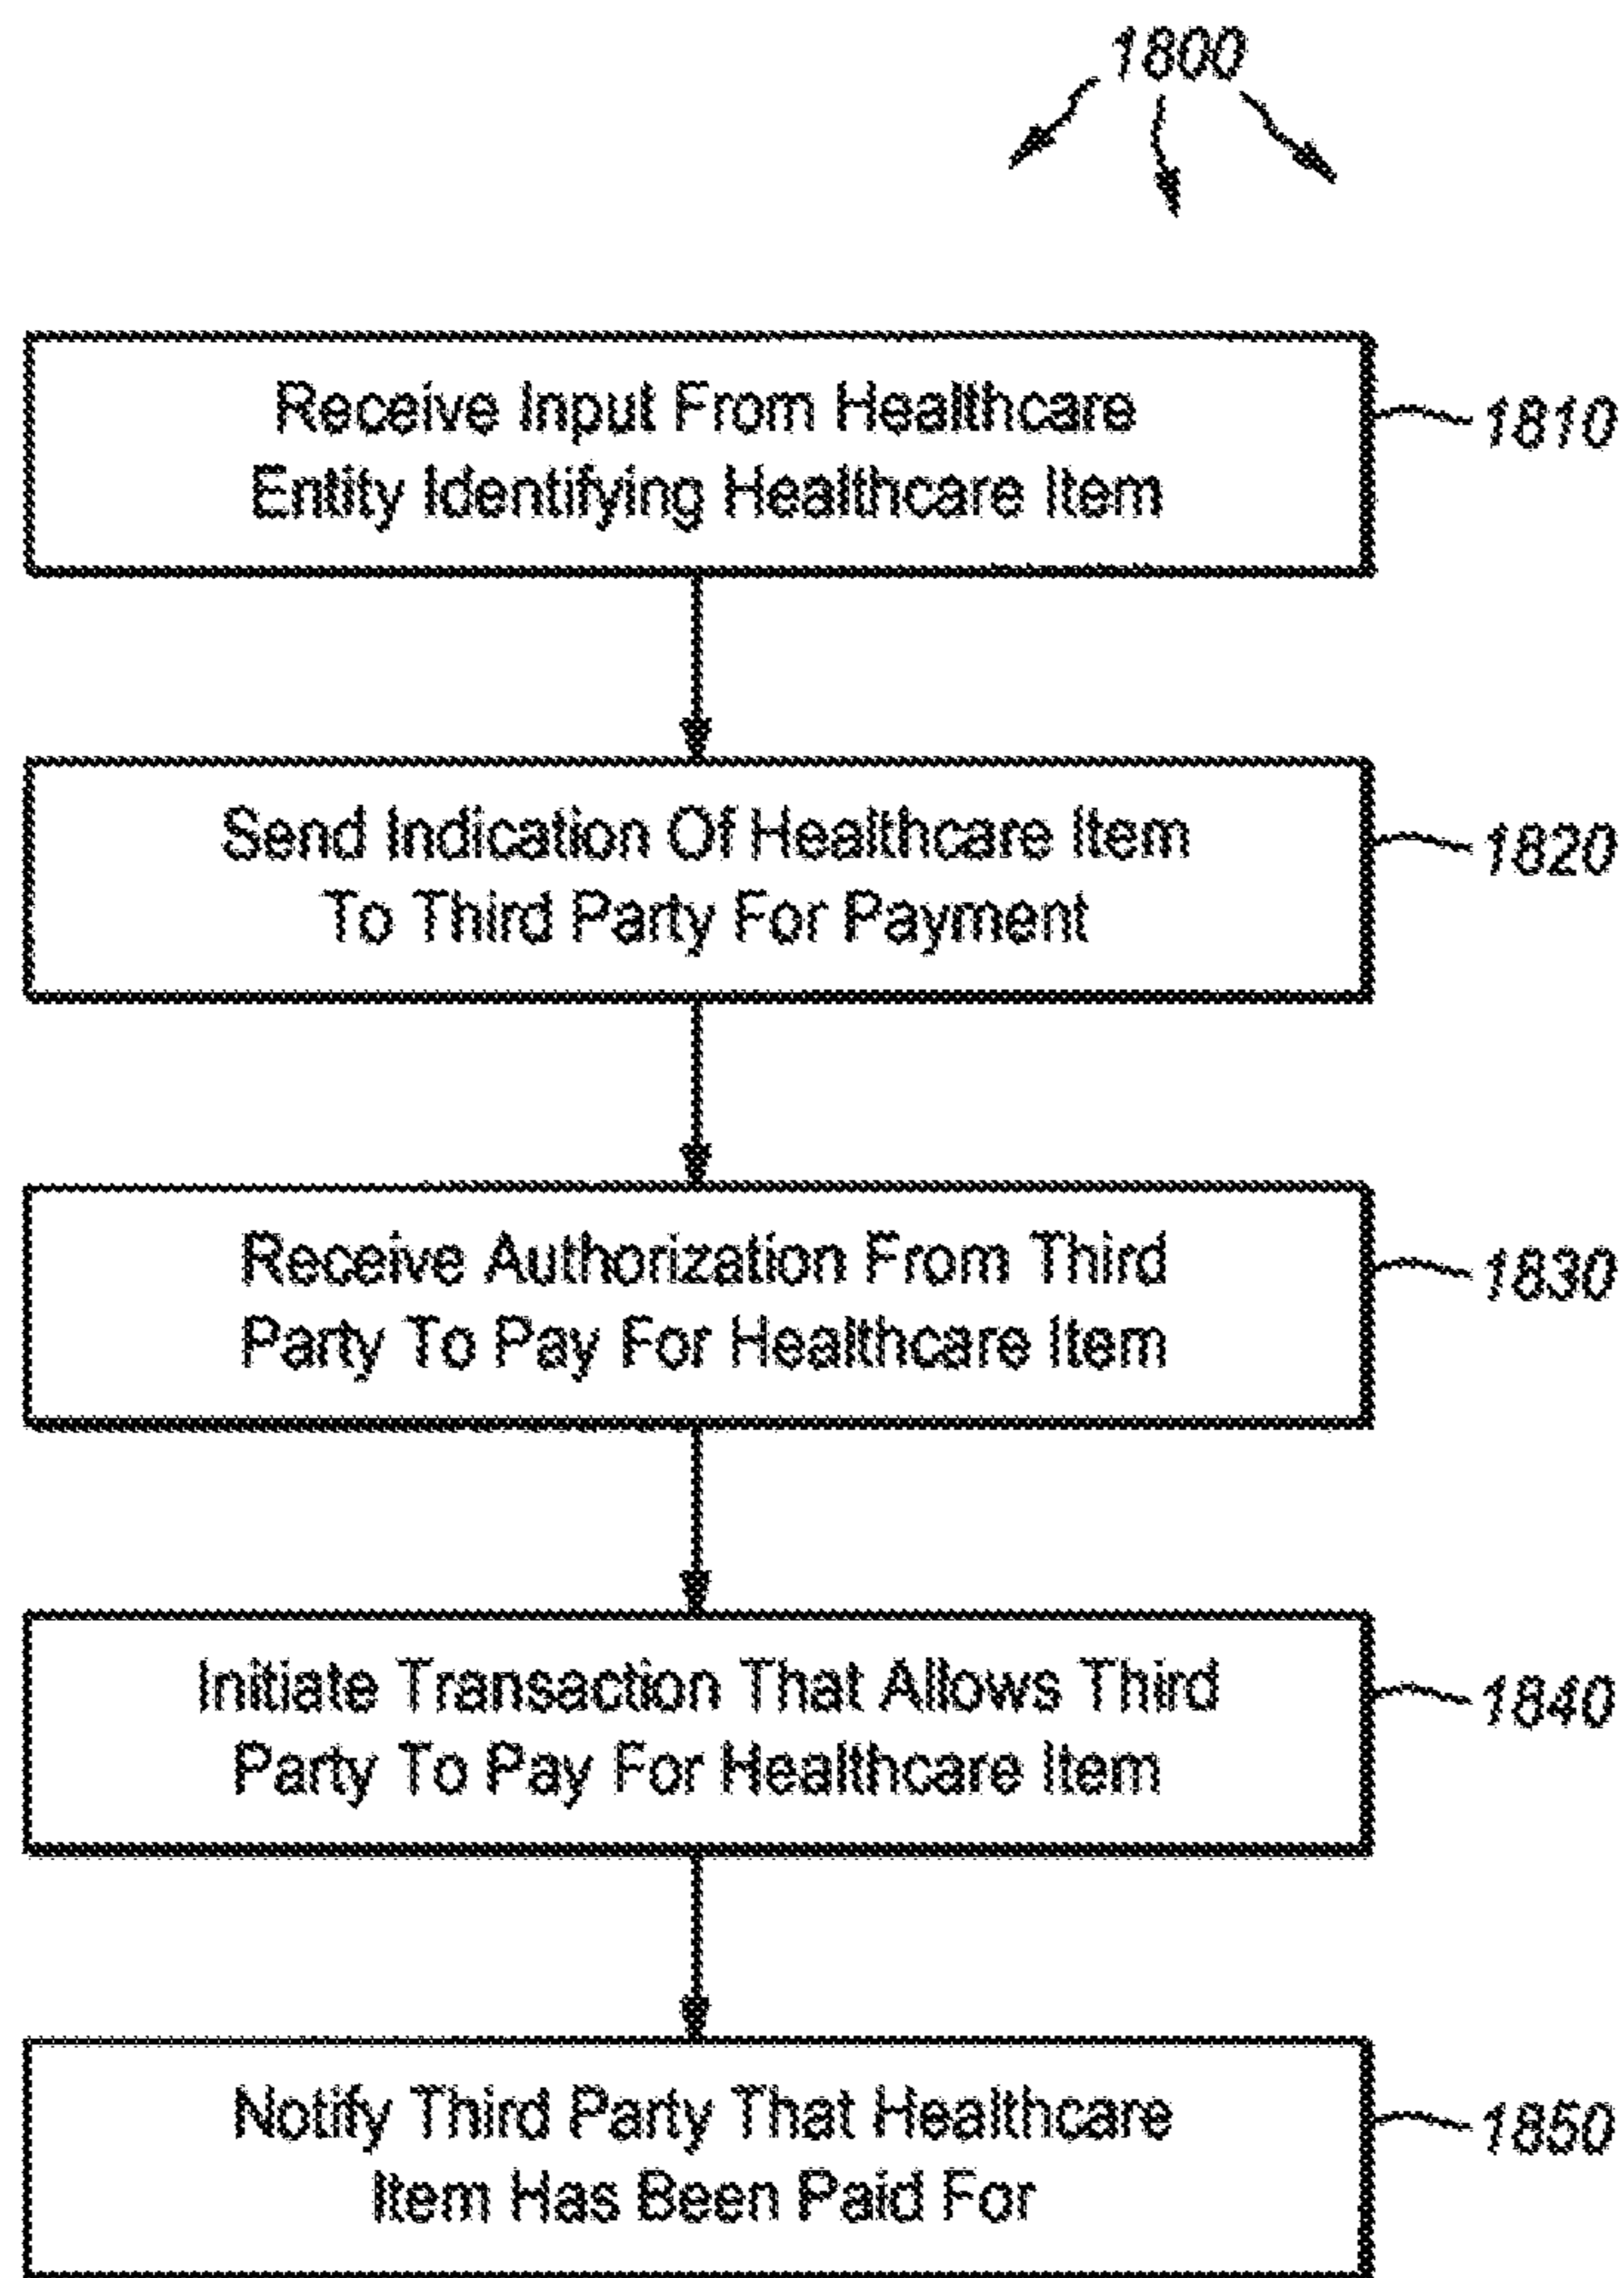 1800
Receive Input From Healthcare
Entity Identifying Healthcare Item
1810
Send Indication Of Healthcare Item
To Third Party For Payment
1820
Receive Authorization From Third
Party To Pay For Healthcare Item
1830
Initiate Transaction That Allows Third
Party To Pay For Healthcare Item
1840
Notify Third Party That Healthcare
Item Has Been Paid For
1850